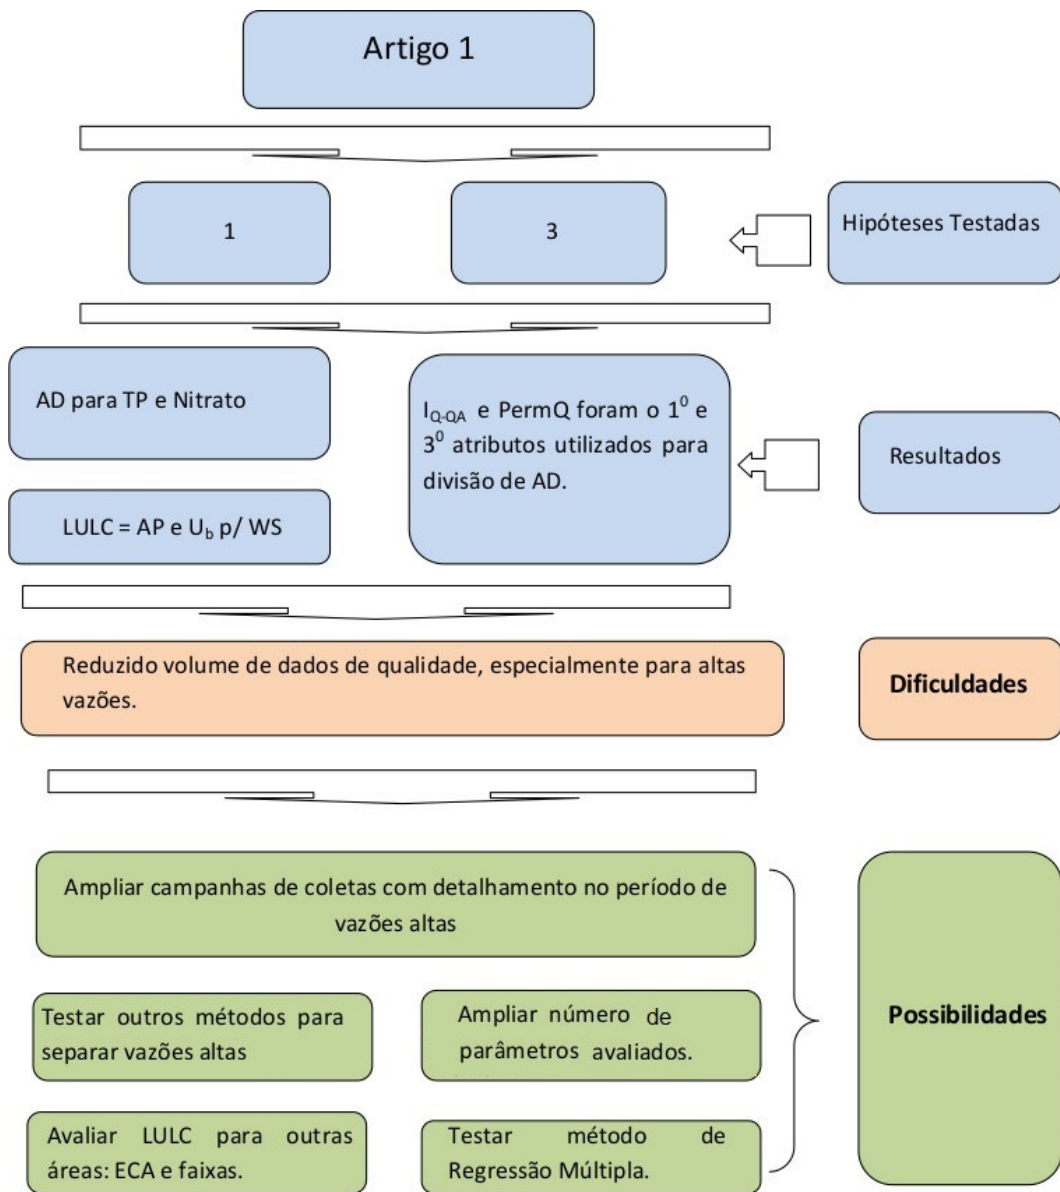 Artigo 1
1
3
Hipóteses Testadas
AD para TP e Nitrato
I_Q-QA e PermQ foram o 1⁰ e
3⁰ atributos utilizados para
divisão de AD.
Resultados
LULC = AP e U_b p/ WS
Reduzido volume de dados de qualidade, especialmente para altas
vazões.
Dificuldades
Ampliar campanhas de coletas com detalhamento no período de
vazões altas
Testar outros métodos para
separar vazões altas
Ampliar número de
parâmetros avaliados.
Possibilidades
Avaliar LULC para outras
áreas: ECA e faixas.
Testar método de
Regressão Múltipla.